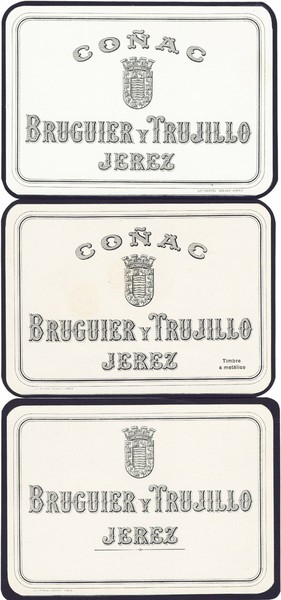 COÑAC
BRUGUIER Y TRUJILLO
JEREZ
COÑAC
BRUGUIER Y TRUJILLO
JEREZ
Timbre
a metálico
BRUGUIER Y TRUJILLO
JEREZ